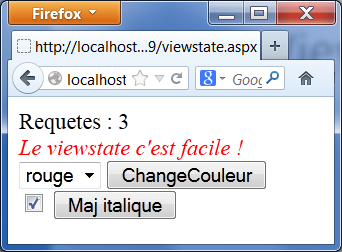 Firefox
http://localhost...9/viewstate.aspx
localhost
Goog
Requetes : 3
Le viewstate c'est facile !
rouge ChangeCouleur
Maj italique